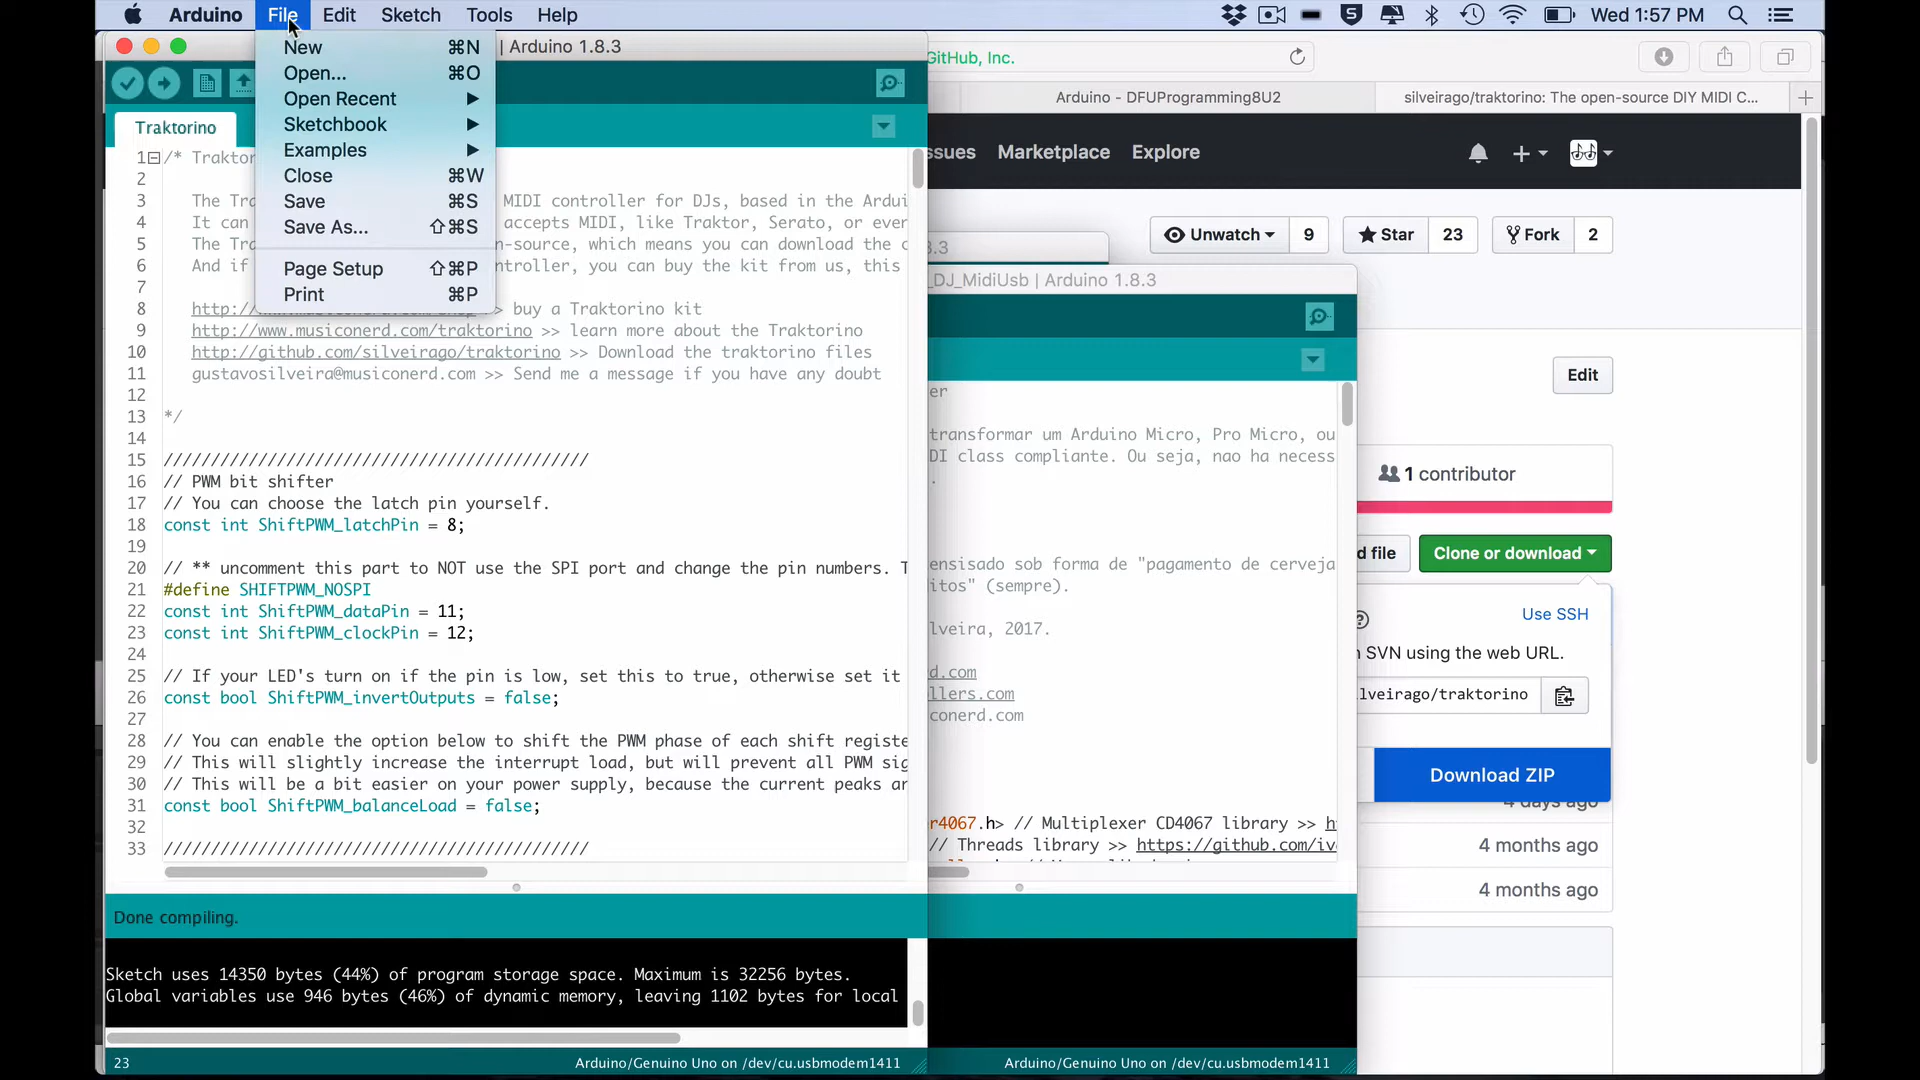 Arduino File Edit Sketch Tools Help Wed 1:57 PM
New ⌘N
Open... ⌘O
Open Recent ▶
Sketchbook ▶
Examples ▶
Close ⌘W
Save ⌘S
Save As... ⇧⌘S
Page Setup ⇧⌘P
Print ⌘P
| Arduino 1.8.3
Traktorino
1 /* Traktor
2
3 The Tra MIDI controller for DJs, based in the Ardui
4 It can accepts MIDI, like Traktor, Serato, or ever
5 The Tra n-source, which means you can download the c
6 And if ntroller, you can buy the kit from us, this
7
8 http:// > buy a Traktorino kit
9 http://www.musiconerd.com/traktorino >> learn more about the Traktorino
10 http://github.com/silveirago/traktorino >> Download the traktorino files
11 gustavosilveira@musiconerd.com >> Send me a message if you have any doubt
12
13 */
14
15 /////////////////////////////////////////////
16 // PWM bit shifter
17 // You can choose the latch pin yourself.
18 const int ShiftPWM_latchPin = 8;
19
20 // ** uncomment this part to NOT use the SPI port and change the pin numbers. T
21 #define SHIFTPWM_NOSPI
22 const int ShiftPWM_dataPin = 11;
23 const int ShiftPWM_clockPin = 12;
24
25 // If your LED's turn on if the pin is low, set this to true, otherwise set it
26 const bool ShiftPWM_invertOutputs = false;
27
28 // You can enable the option below to shift the PWM phase of each shift registe
29 // This will slightly increase the interrupt load, but will prevent all PWM sig
30 // This will be a bit easier on your power supply, because the current peaks ar
31 const bool ShiftPWM_balanceLoad = false;
32
33 /////////////////////////////////////////////
Done compiling.
Sketch uses 14350 bytes (44%) of program storage space. Maximum is 32256 bytes.
Global variables use 946 bytes (46%) of dynamic memory, leaving 1102 bytes for local
23 Arduino/Genuino Uno on /dev/cu.usbmodem1411
.3
_DJ_MidiUsb | Arduino 1.8.3
er
transformar um Arduino Micro, Pro Micro, ou
DI class compliante. Ou seja, nao ha necess
.
ensisado sob forma de "pagamento de cerveja
itos" (sempre).
lveira, 2017.
d.com
llers.com
conerd.com
r4067.h> // Multiplexer CD4067 library >> h
// Threads library >> https://github.com/iv
Arduino/Genuino Uno on /dev/cu.usbmodem1411
GitHub, Inc.
Arduino - DFUProgramming8U2
silveirago/traktorino: The open-source DIY MIDI C...
ssues Marketplace Explore
Unwatch 9 Star 23 Fork 2
Edit
1 contributor
d file Clone or download
Use SSH
n SVN using the web URL.
lveirago/traktorino
Download ZIP
4 days ago
4 months ago
4 months ago